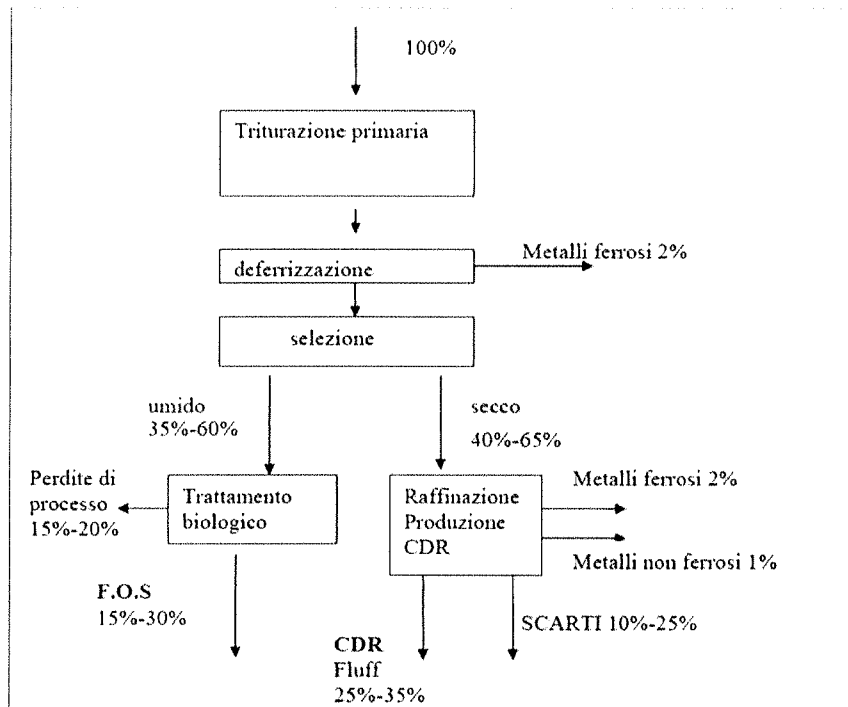 100%
Triturazione primaria
deferrizzazione
Metalli ferrosi 2%
selezione
umido
35%-60%
secco
40%-65%
Perdite di
processo
15%-20%
Trattamento
biologico
Raffinazione
Produzione
CDR
Metalli ferrosi 2%
Metalli non ferrosi 1%
F.O.S
15%-30%
SCARTI 10%-25%
CDR
Fluff
25%-35%